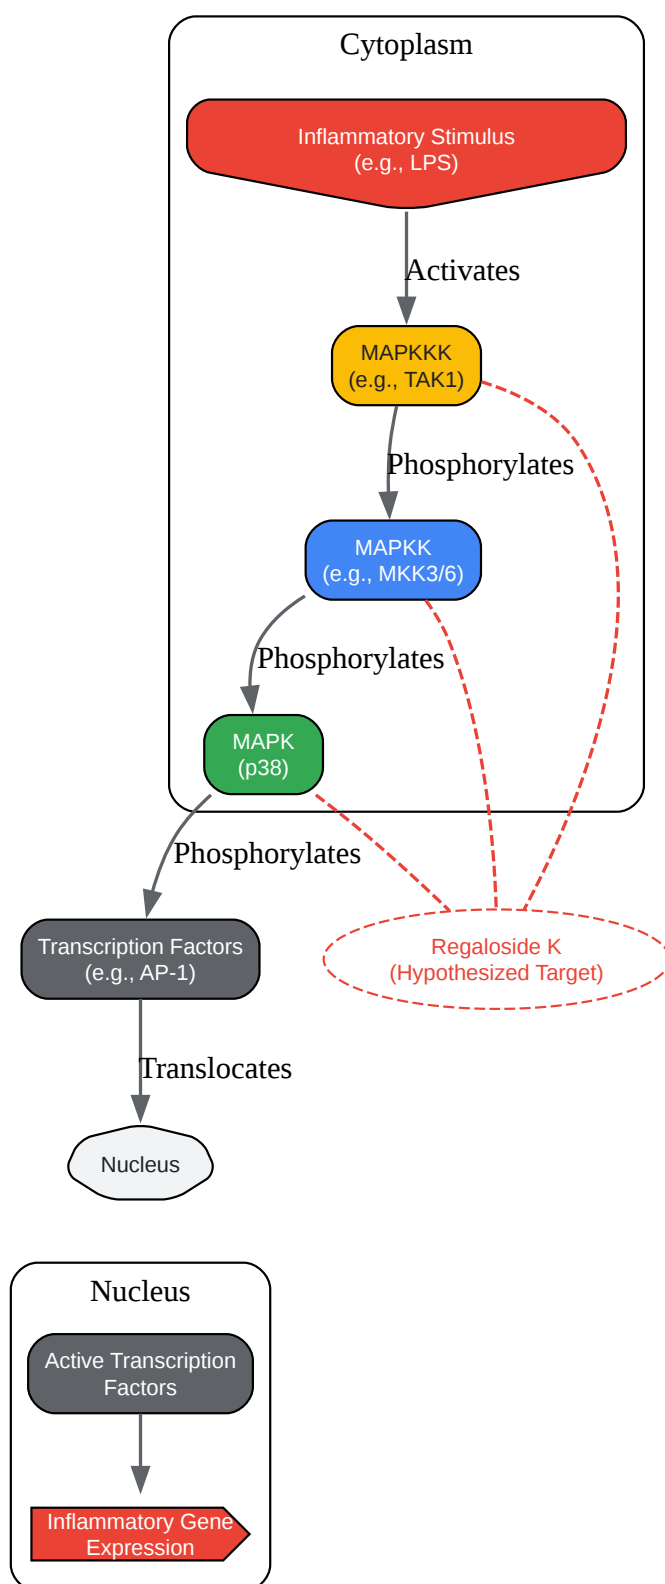 Cytoplasm
Inflammatory Stimulus
(e.g., LPS)
Activates
MAPKKK
(e.g., TAK1)
Phosphorylates
MAPKK
(e.g., MKK3/6)
Phosphorylates
MAPK
(p38)
Phosphorylates
Transcription Factors
(e.g., AP-1)
Regaloside K
(Hypothesized Target)
Translocates
Nucleus
Nucleus
Active Transcription
Factors
Inflammatory Gene
Expression